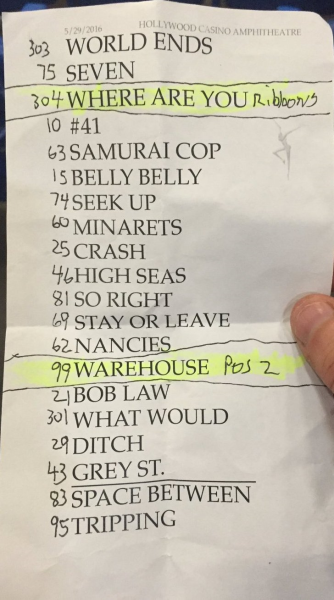 5/29/2016 HOLLYWOOD CASINO AMPHITHEATRE
303 WORLD ENDS
75 SEVEN
304 WHERE ARE YOU Ribbons
10 #41
63 SAMURAI COP
15 BELLY BELLY
74 SEEK UP
60 MINARETS
25 CRASH
46 HIGH SEAS
81 SO RIGHT
69 STAY OR LEAVE
62 NANCIES
99 WAREHOUSE POS 2
21 BOB LAW
301 WHAT WOULD
29 DITCH
43 GREY ST.
83 SPACE BETWEEN
95 TRIPPING